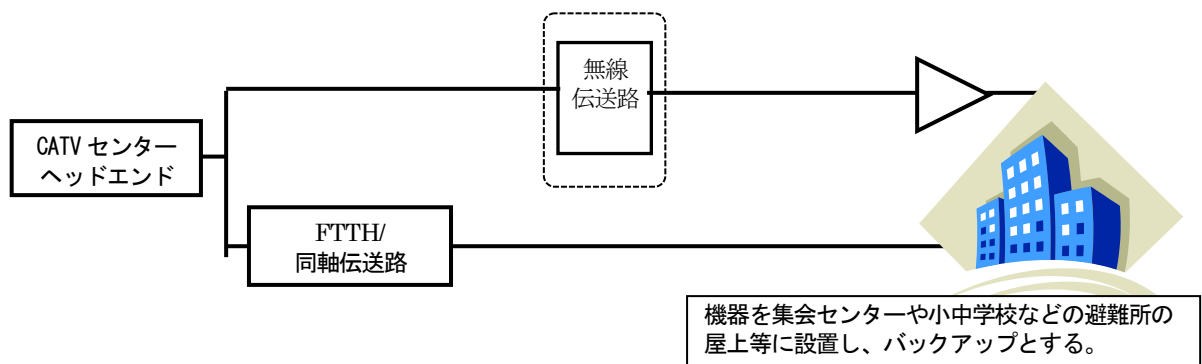 無線
伝送路
CATV センター
ヘッドエンド
FTTH/
同軸伝送路
機器を集会センターや小中学校などの避難所の
屋上等に設置し、バックアップとする。